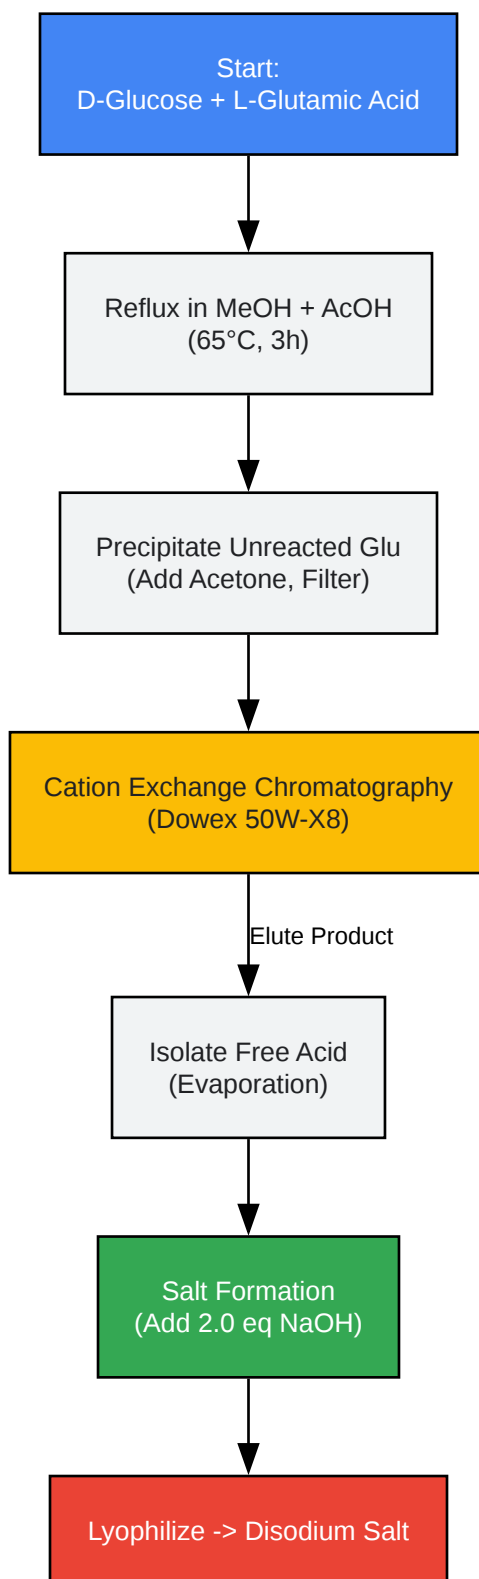 Start:
D-Glucose + L-Glutamic Acid
Reflux in MeOH + AcOH
(65°C, 3h)
Precipitate Unreacted Glu
(Add Acetone, Filter)
Cation Exchange Chromatography
(Dowex 50W-X8)
Elute Product
Isolate Free Acid
(Evaporation)
Salt Formation
(Add 2.0 eq NaOH)
Lyophilize -> Disodium Salt